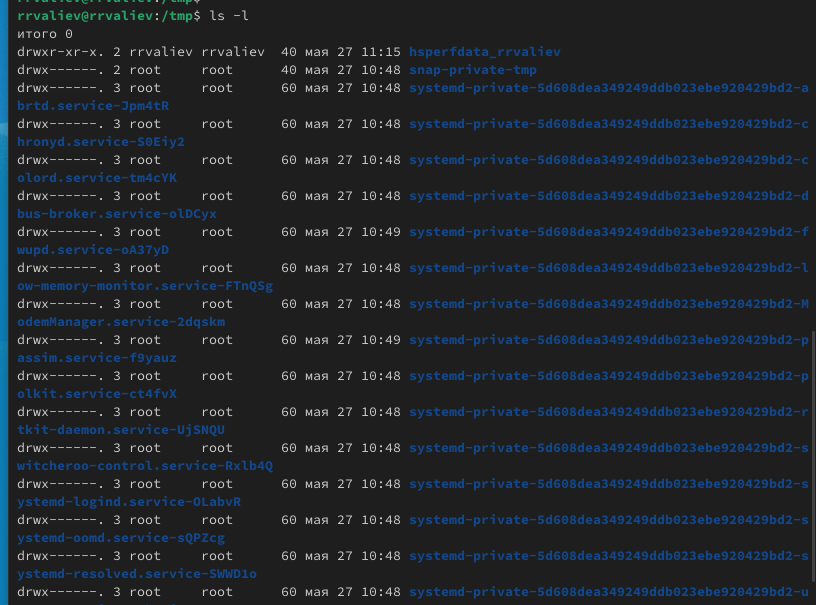 rrvaliev@rrvaliev:/tmp$
rrvaliev@rrvaliev:/tmp$ ls -l
итого 0
drwxr-xr-x. 2 rrvaliev rrvaliev  40 мая 27 11:15 hsperfdata_rrvaliev
drwx------. 2 root     root      40 мая 27 10:48 snap-private-tmp
drwx------. 3 root     root      60 мая 27 10:48 systemd-private-5d608dea349249ddb023ebe920429bd2-a
brtd.service-Jpm4tR
drwx------. 3 root     root      60 мая 27 10:48 systemd-private-5d608dea349249ddb023ebe920429bd2-c
hronyd.service-S0Eiy2
drwx------. 3 root     root      60 мая 27 10:48 systemd-private-5d608dea349249ddb023ebe920429bd2-c
olord.service-tm4cYK
drwx------. 3 root     root      60 мая 27 10:48 systemd-private-5d608dea349249ddb023ebe920429bd2-d
bus-broker.service-olDCyx
drwx------. 3 root     root      60 мая 27 10:49 systemd-private-5d608dea349249ddb023ebe920429bd2-f
wupd.service-oA37yD
drwx------. 3 root     root      60 мая 27 10:48 systemd-private-5d608dea349249ddb023ebe920429bd2-l
ow-memory-monitor.service-FTnQSg
drwx------. 3 root     root      60 мая 27 10:48 systemd-private-5d608dea349249ddb023ebe920429bd2-M
odemManager.service-2dqskm
drwx------. 3 root     root      60 мая 27 10:49 systemd-private-5d608dea349249ddb023ebe920429bd2-p
assim.service-f9yauz
drwx------. 3 root     root      60 мая 27 10:48 systemd-private-5d608dea349249ddb023ebe920429bd2-p
olkit.service-ct4fvX
drwx------. 3 root     root      60 мая 27 10:48 systemd-private-5d608dea349249ddb023ebe920429bd2-r
tkit-daemon.service-UjSNQU
drwx------. 3 root     root      60 мая 27 10:48 systemd-private-5d608dea349249ddb023ebe920429bd2-s
witcheroo-control.service-Rxlb4Q
drwx------. 3 root     root      60 мая 27 10:48 systemd-private-5d608dea349249ddb023ebe920429bd2-s
ystemd-logind.service-OLabvR
drwx------. 3 root     root      60 мая 27 10:48 systemd-private-5d608dea349249ddb023ebe920429bd2-s
ystemd-oomd.service-sQPZcg
drwx------. 3 root     root      60 мая 27 10:48 systemd-private-5d608dea349249ddb023ebe920429bd2-s
ystemd-resolved.service-SWWD1o
drwx------. 3 root     root      60 мая 27 10:48 systemd-private-5d608dea349249ddb023ebe920429bd2-u